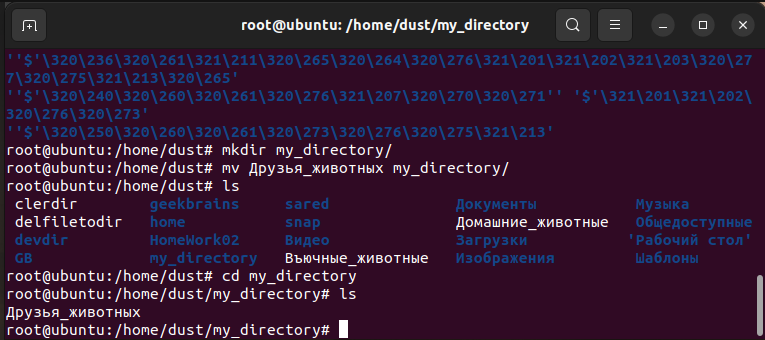 root@ubuntu: /home/dust/my_directory
''$'\320\236\320\261\321\211\320\265\320\264\320\276\321\201\321\202\321\203\320\27
7\320\275\321\213\320\265'
''$'\320\240\320\260\320\261\320\276\321\207\320\270\320\271'' '$'\321\201\321\202\
320\276\320\273'
''$'\320\250\320\260\320\261\320\273\320\276\320\275\321\213'
root@ubuntu:/home/dust# mkdir my_directory/
root@ubuntu:/home/dust# mv Друзья_животных my_directory/
root@ubuntu:/home/dust# ls
clerdir geekbrains sared Документы Музыка
delfiletodir home snap Домашние_животные Общедоступные
devdir HomeWork02 Видео Загрузки 'Рабочий стол'
GB my_directory Въючные_животные Изображения Шаблоны
root@ubuntu:/home/dust# cd my_directory
root@ubuntu:/home/dust/my_directory# ls
Друзья_животных
root@ubuntu:/home/dust/my_directory#